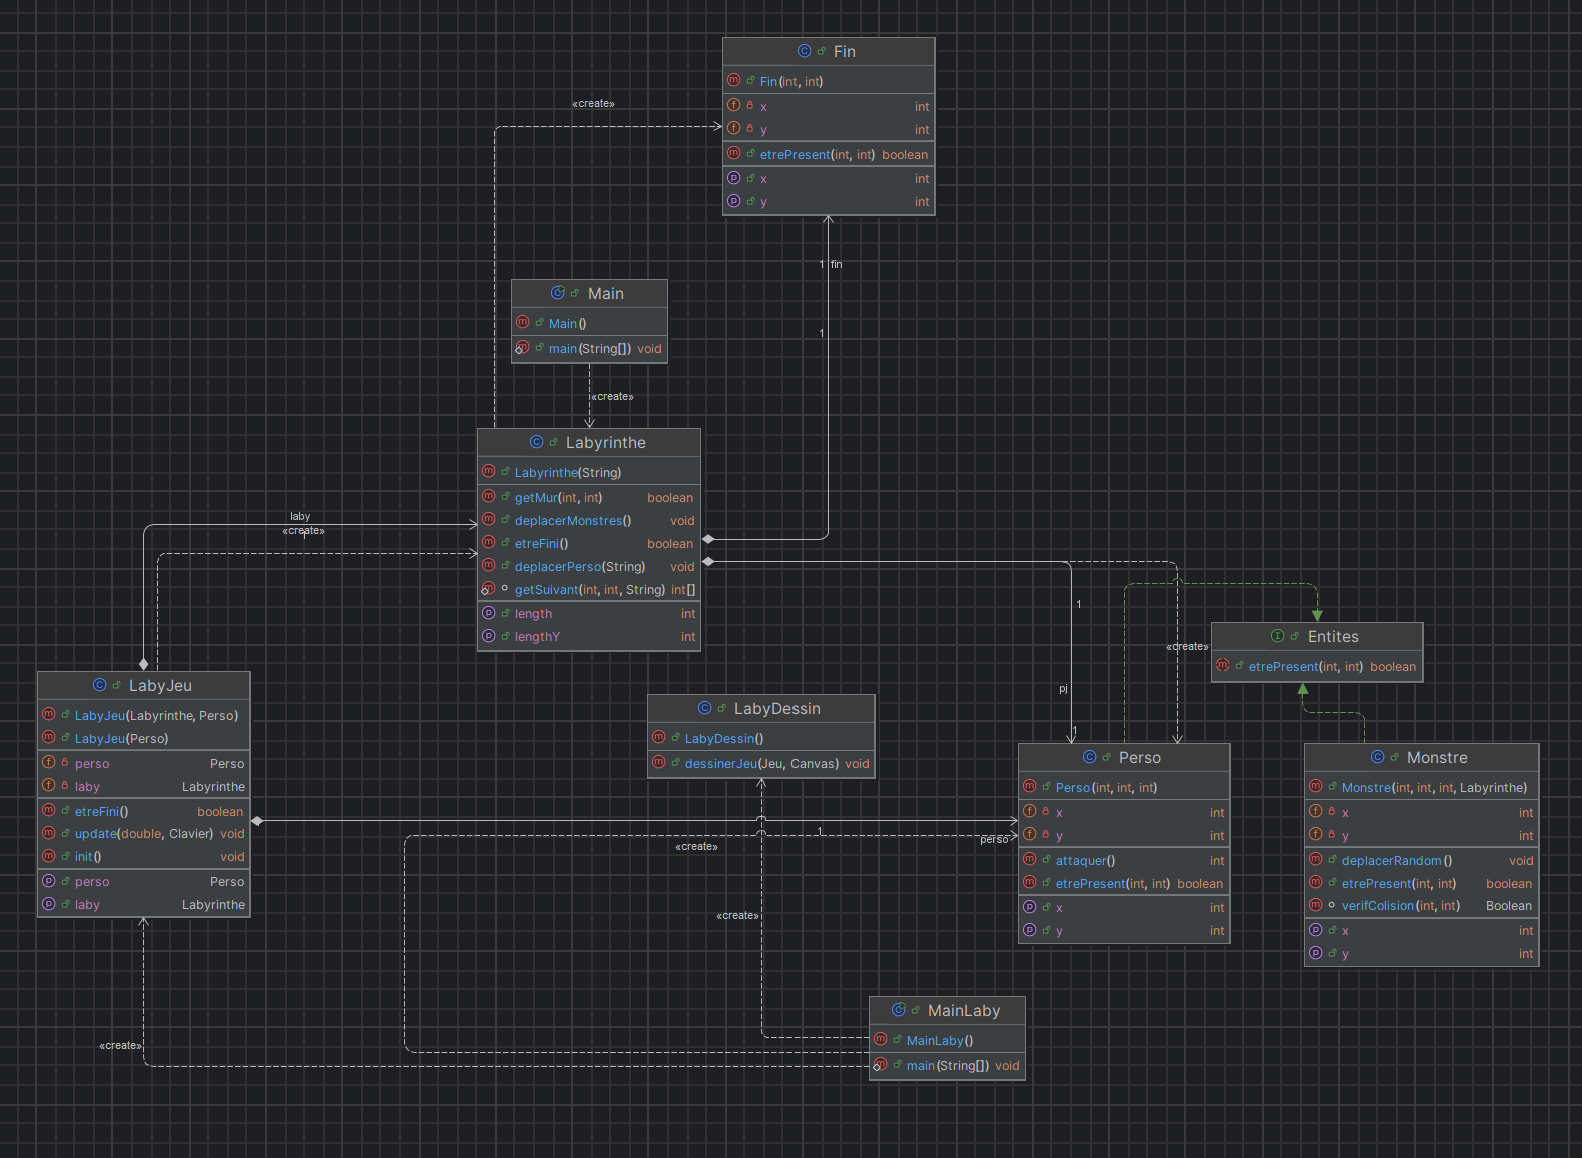 Fin
Fin(int, int)
x int
y int
etrePresent(int, int) boolean
x int
y int
«create»
1 fin
1
Main
Main()
main(String[]) void
«create»
Labyrinthe
Labyrinthe(String)
getMur(int, int) boolean
deplacerMonstres() void
etreFini() boolean
deplacerPerso(String) void
getSuivant(int, int, String) int[]
length int
lengthY int
laby
«create»
1
1
«create»
pj
1
Entites
etrePresent(int, int) boolean
LabyJeu
LabyJeu(Labyrinthe, Perso)
LabyJeu(Perso)
perso Perso
laby Labyrinthe
etreFini() boolean
update(double, Clavier) void
init() void
perso Perso
laby Labyrinthe
LabyDessin
LabyDessin()
dessinerJeu(Jeu, Canvas) void
Perso
Perso(int, int, int)
x int
y int
attaquer() int
etrePresent(int, int) boolean
x int
y int
Monstre
Monstre(int, int, int, Labyrinthe)
x int
y int
deplacerRandom() void
etrePresent(int, int) boolean
verifColision(int, int) Boolean
x int
y int
1
perso
«create»
«create»
MainLaby
MainLaby()
main(String[]) void
«create»